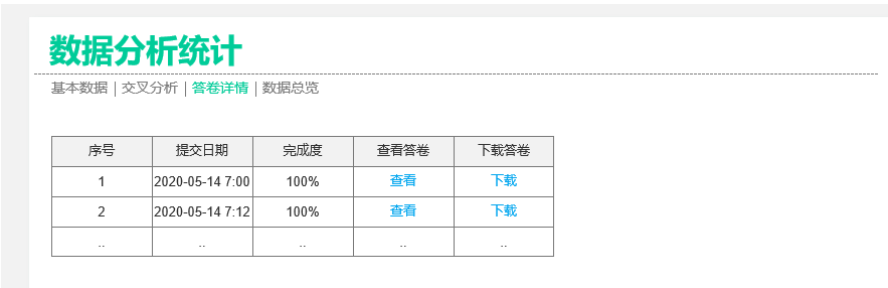 数据分析统计
基本数据 | 交叉分析 | 答卷详情 | 数据总览
序号 提交日期 完成度 查看答卷 下载答卷
1 2020-05-14 7:00 100% 查看 下载
2 2020-05-14 7:12 100% 查看 下载
.. .. .. .. ..